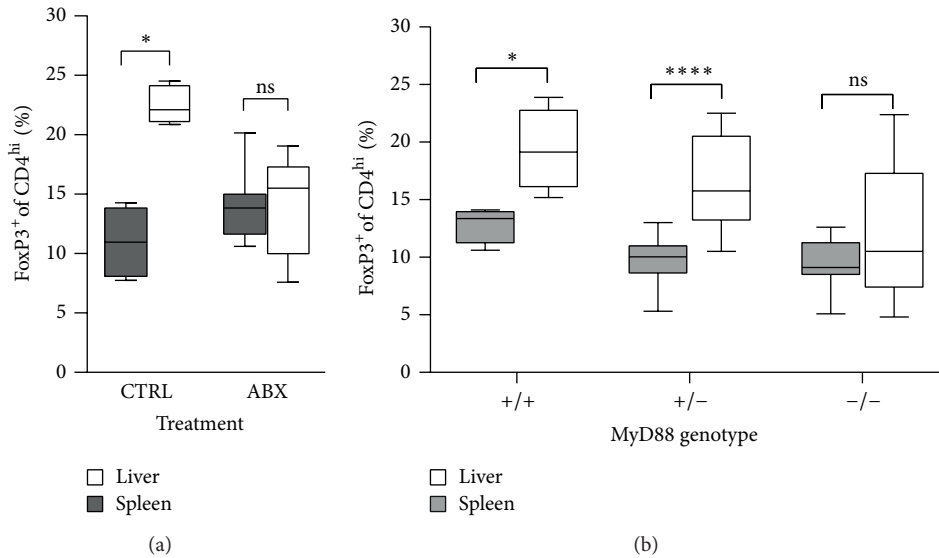 30
25
20
15
10
5
0
FoxP3⁺ of CD4ʰⁱ (%)
*
ns
CTRL ABX
Treatment
Liver
Spleen
(a)
30
25
20
15
10
5
0
FoxP3⁺ of CD4ʰⁱ (%)
*
****
ns
+/+ +/− −/−
MyD88 genotype
Liver
Spleen
(b)